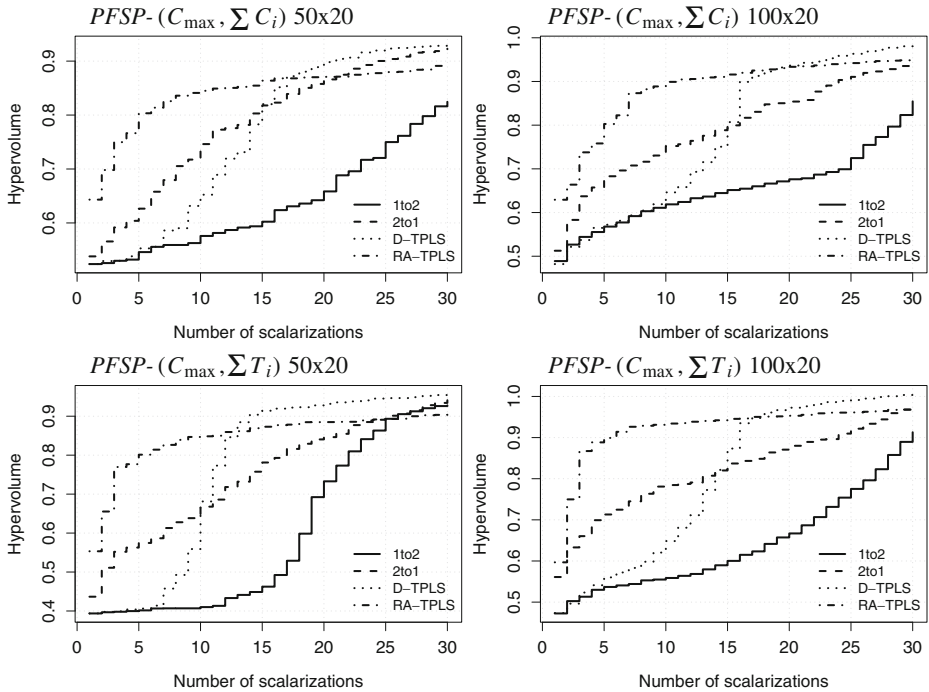 PFSP- (Cmax, ∑ Ci) 50x20
Hypervolume
0.9
0.8
0.7
0.6
1to2
2to1
D–TPLS
RA–TPLS
0 5 10 15 20 25 30
Number of scalarizations
PFSP- (Cmax, ∑ Ci) 100x20
Hypervolume
1.0
0.9
0.8
0.7
0.6
0.5
1to2
2to1
D–TPLS
RA–TPLS
0 5 10 15 20 25 30
Number of scalarizations
PFSP- (Cmax, ∑ Ti) 50x20
Hypervolume
0.9
0.8
0.7
0.6
0.5
0.4
1to2
2to1
D–TPLS
RA–TPLS
0 5 10 15 20 25 30
Number of scalarizations
PFSP- (Cmax, ∑ Ti) 100x20
Hypervolume
1.0
0.9
0.8
0.7
0.6
0.5
1to2
2to1
D–TPLS
RA–TPLS
0 5 10 15 20 25 30
Number of scalarizations